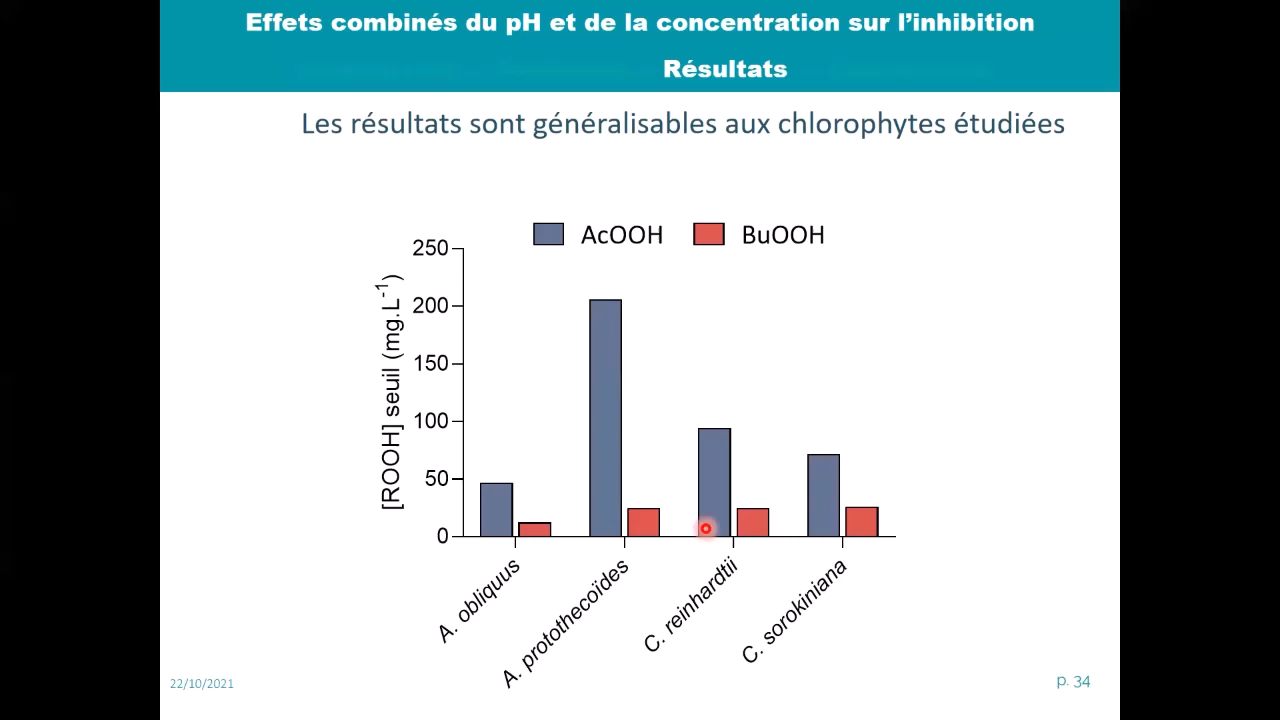 Effets combinés du pH et de la concentration sur l’inhibition
Résultats
Les résultats sont généralisables aux chlorophytes étudiées
AcOOH BuOOH
[ROOH] seuil (mg.L-1)
250
200
150
100
50
0
A. obliquus
A. protothecoïdes
C. reinhardtii
C. sorokiniana
22/10/2021
p. 34